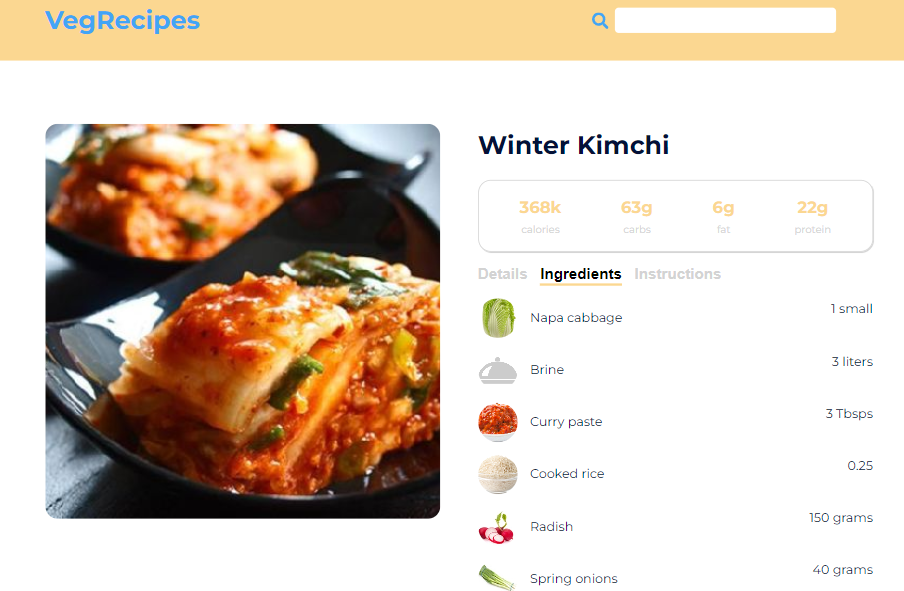 VegRecipes
Winter Kimchi
368k 63g 6g 22g
calories carbs fat protein
Details Ingredients Instructions
Napa cabbage 1 small
Brine 3 liters
Curry paste 3 Tbsps
Cooked rice 0.25
Radish 150 grams
Spring onions 40 grams